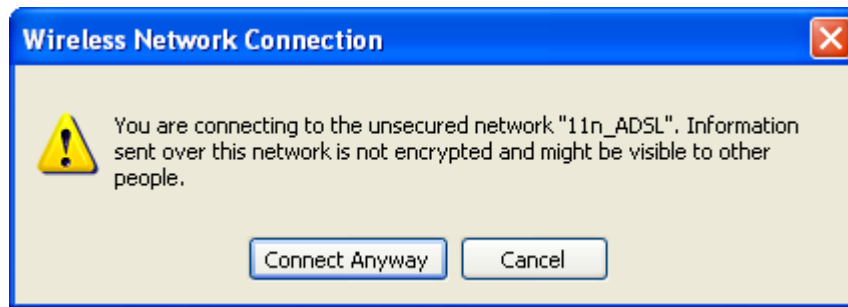 Wireless Network Connection
You are connecting to the unsecured network "11n_ADSL". Information
sent over this network is not encrypted and might be visible to other
people.
Connect Anyway Cancel